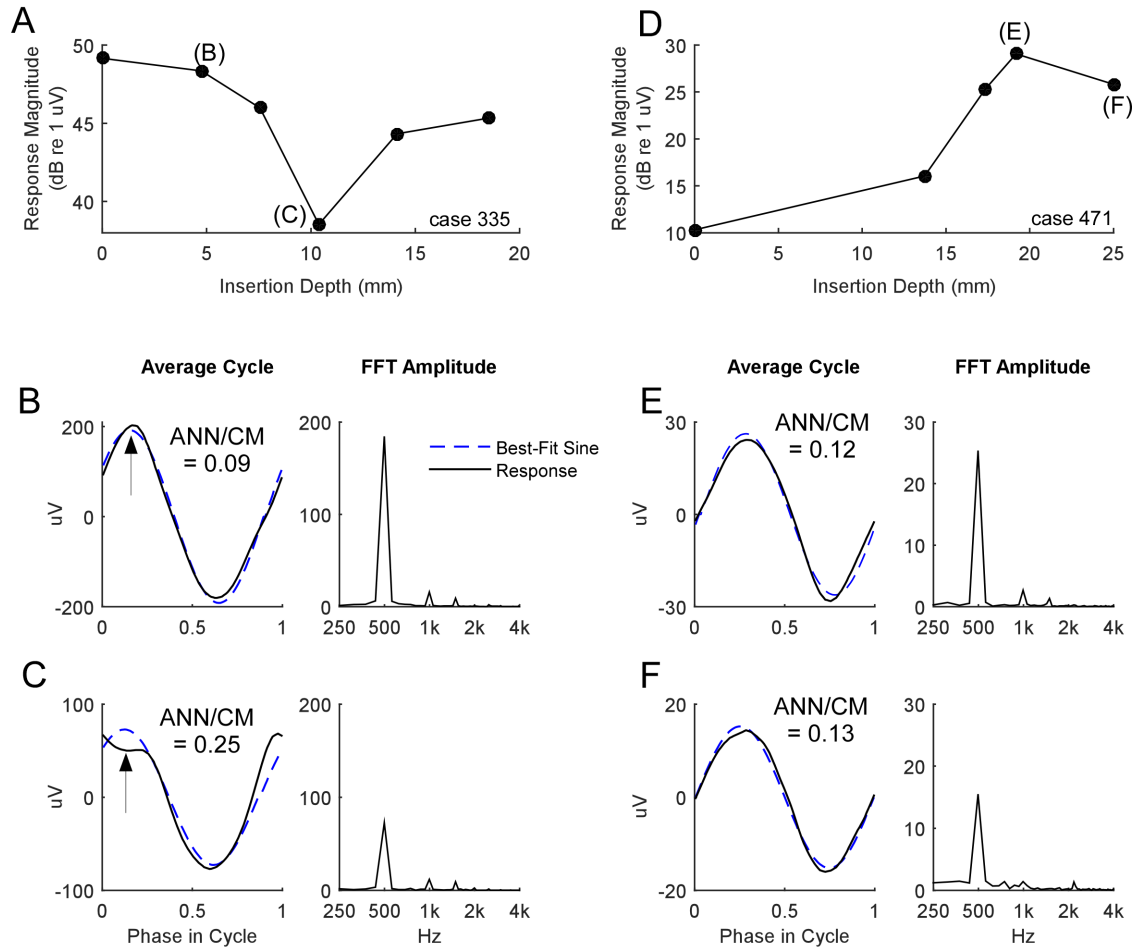 A
Response Magnitude
(dB re 1 uV)
50
45
40
(B)
(C)
case 335
0
5
10
15
20
Insertion Depth (mm)
D
Response Magnitude
(dB re 1 uV)
30
25
20
15
10
(E)
(F)
case 471
0
5
10
15
20
25
Insertion Depth (mm)
Average Cycle
FFT Amplitude
B
uV
200
0
-200
ANN/CM
= 0.09
0
0.5
1
200
100
0
Best-Fit Sine
Response
250
500
1k
2k
4k
C
uV
100
0
-100
ANN/CM
= 0.25
0
0.5
1
Phase in Cycle
200
100
0
250
500
1k
2k
4k
Hz
Average Cycle
FFT Amplitude
E
uV
30
0
-30
ANN/CM
= 0.12
0
0.5
1
30
20
10
0
250
500
1k
2k
4k
F
uV
20
0
-20
ANN/CM
= 0.13
0
0.5
1
Phase in Cycle
30
20
10
0
250
500
1k
2k
4k
Hz